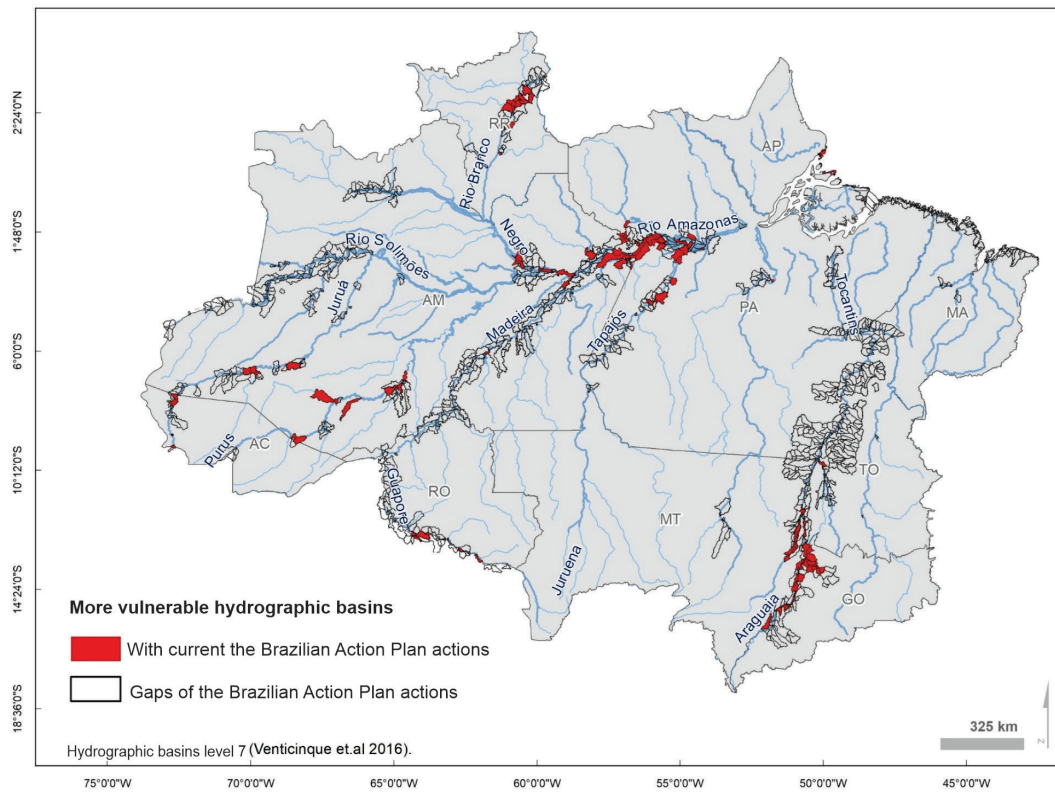 2°24'0"N
1°48'0"S
6°0'0"S
10°12'0"S
14°24'0"S
18°36'0"S
RR
AP
Rio Branco
Negro
Rio Amazonas
Rio Solimões
Juruá
AM
Madeira
Tapajós
PA
Tocantins
MA
Purus
AC
Guaporé
RO
MT
TO
Juruena
Araguaia
GO
More vulnerable hydrographic basins
With current the Brazilian Action Plan actions
Gaps of the Brazilian Action Plan actions
Hydrographic basins level 7 (Venticinque et.al 2016).
325 km
N
75°0'0"W
70°0'0"W
65°0'0"W
60°0'0"W
55°0'0"W
50°0'0"W
45°0'0"W